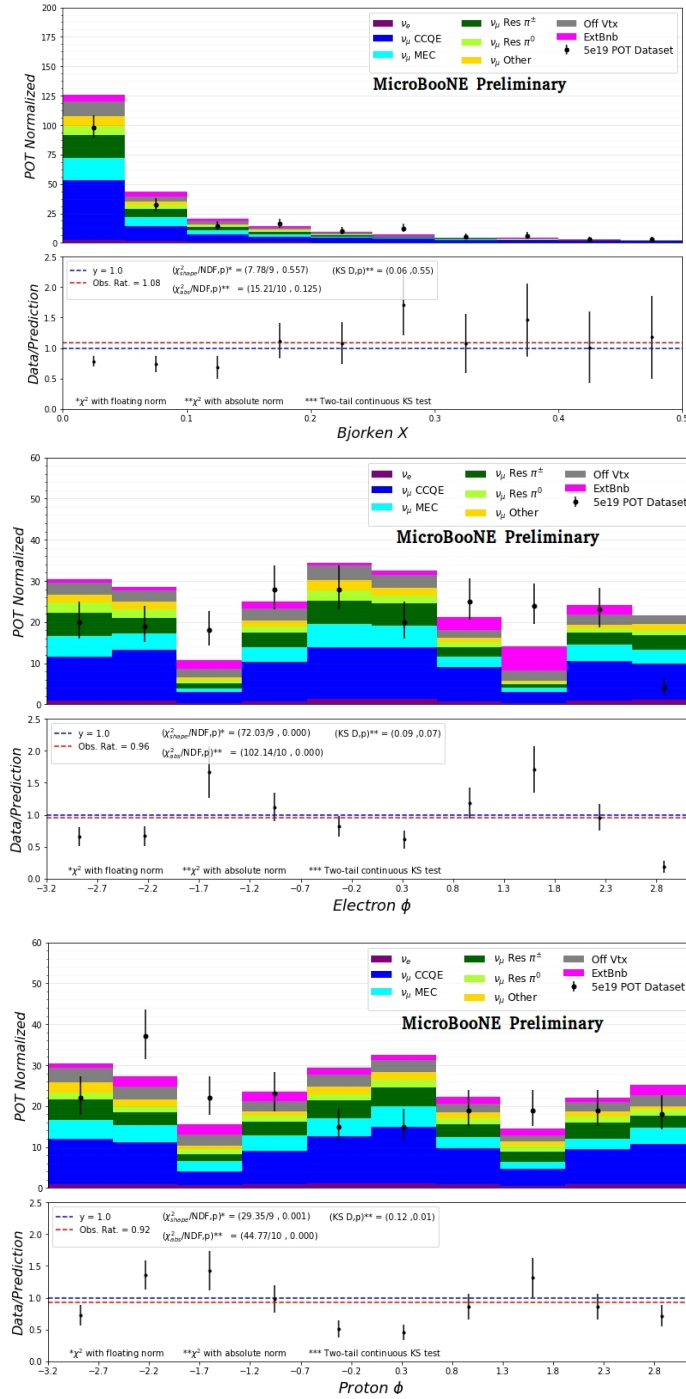 200
175
150
125
100
75
50
25
0
POT Normalized
νe
νμ CCQE
νμ MEC
νμ Res π±
νμ Res π0
νμ Other
Off Vtx
ExtBnb
5e19 POT Dataset
MicroBooNE Preliminary
2.5
2.0
1.5
1.0
0.5
0.0
Data/Prediction
y = 1.0
Obs. Rat. = 1.08
(χ²shape/NDF,p)* = (7.78/9 , 0.557)
(χ²abs/NDF,p)** = (15.21/10 , 0.125)
(KS D,p)** = (0.06 ,0.55)
*χ² with floating norm **χ² with absolute norm *** Two-tail continuous KS test
0.0 0.1 0.2 0.3 0.4 0.5
Bjorken X
60
50
40
30
20
10
0
POT Normalized
νe
νμ CCQE
νμ MEC
νμ Res π±
νμ Res π0
νμ Other
Off Vtx
ExtBnb
5e19 POT Dataset
MicroBooNE Preliminary
2.5
2.0
1.5
1.0
0.5
0.0
Data/Prediction
y = 1.0
Obs. Rat. = 0.96
(χ²shape/NDF,p)* = (72.03/9 , 0.000)
(χ²abs/NDF,p)** = (102.14/10 , 0.000)
(KS D,p)** = (0.09 ,0.07)
*χ² with floating norm **χ² with absolute norm *** Two-tail continuous KS test
−3.2 −2.7 −2.1 −1.6 −1.1 −0.7 −0.2 0.3 0.8 1.3 1.8 2.3 2.8
Electron ϕ
60
50
40
30
20
10
0
POT Normalized
νe
νμ CCQE
νμ MEC
νμ Res π±
νμ Res π0
νμ Other
Off Vtx
ExtBnb
5e19 POT Dataset
MicroBooNE Preliminary
2.5
2.0
1.5
1.0
0.5
0.0
Data/Prediction
y = 1.0
Obs. Rat. = 0.92
(χ²shape/NDF,p)* = (29.35/9 , 0.001)
(χ²abs/NDF,p)** = (44.77/10 , 0.000)
(KS D,p)** = (0.12 ,0.01)
*χ² with floating norm **χ² with absolute norm *** Two-tail continuous KS test
−3.2 −2.7 −2.2 −1.7 −1.2 −0.7 −0.2 0.3 0.8 1.3 1.8 2.3 2.8
Proton ϕ